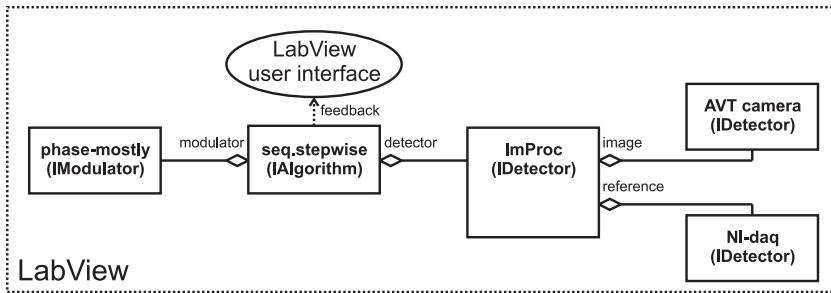 LabView
user interface
feedback
phase-mostly
(IModulator)
modulator
seq.stepwise
(IAlgorithm)
detector
ImProc
(IDetector)
image
reference
AVT camera
(IDetector)
NI-daq
(IDetector)
LabView